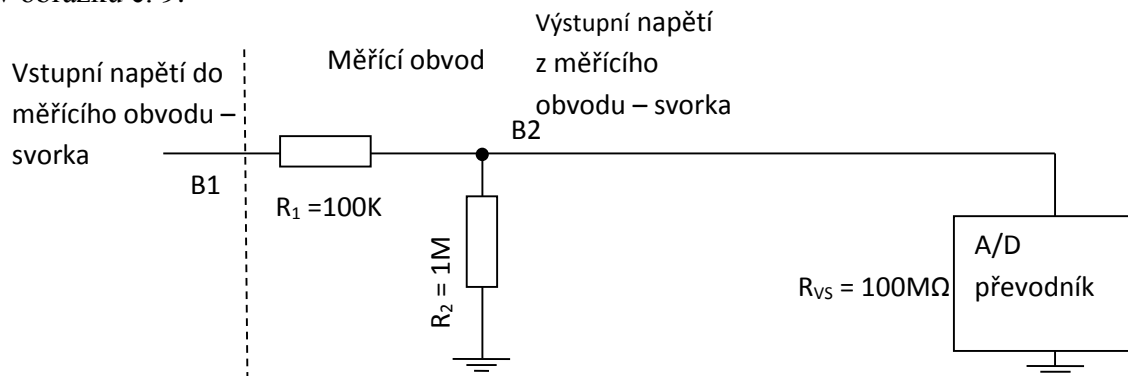 v obrázku č. 9.
Vstupní napětí do
měřícího obvodu –
svorka
B1
Měřící obvod
Výstupní napětí
z měřícího
obvodu – svorka
B2
R₁ =100K
R₂ = 1M
Rᵥₛ = 100MΩ
A/D
převodník